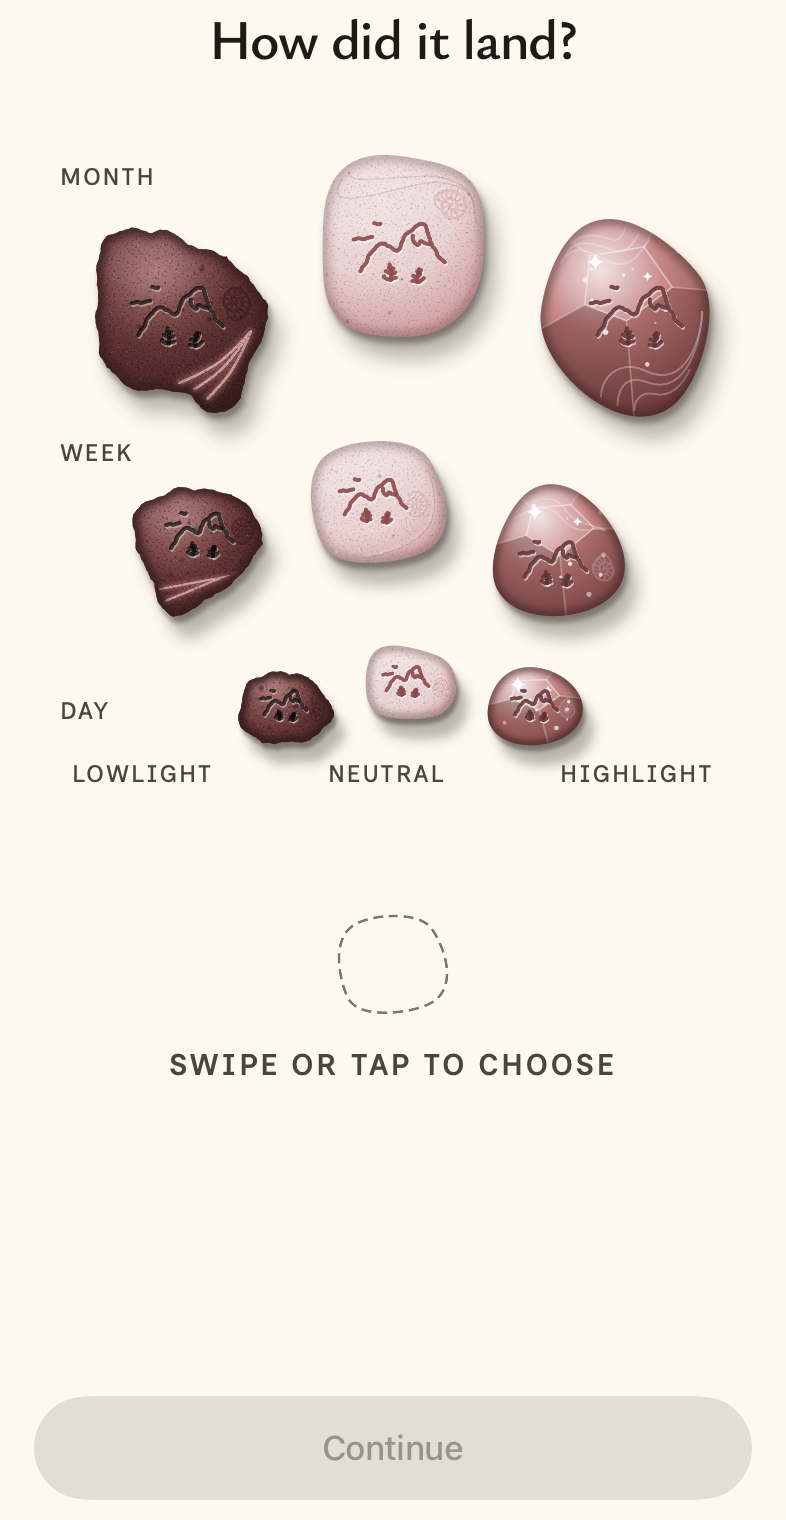 How did it land?
MONTH
WEEK
DAY
LOWLIGHT NEUTRAL HIGHLIGHT
SWIPE OR TAP TO CHOOSE
Continue